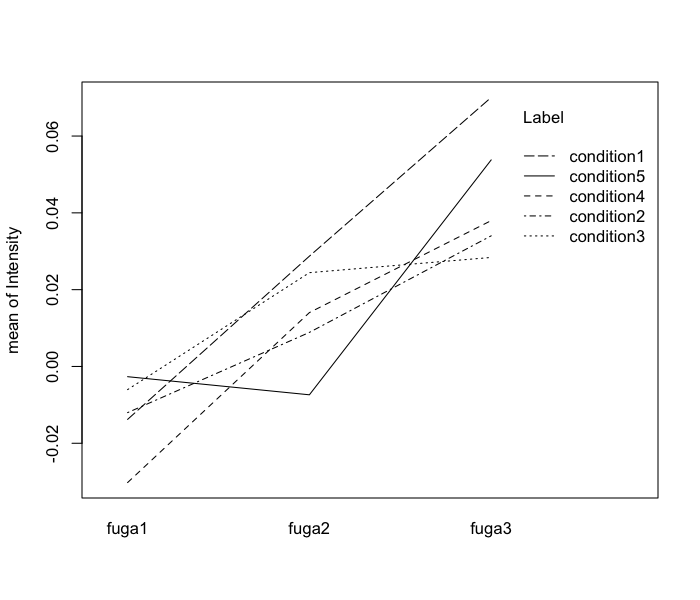 Label
condition1
condition5
condition4
condition2
condition3
mean of Intensity
0.06
0.04
0.02
0.00
-0.02
fuga1 fuga2 fuga3